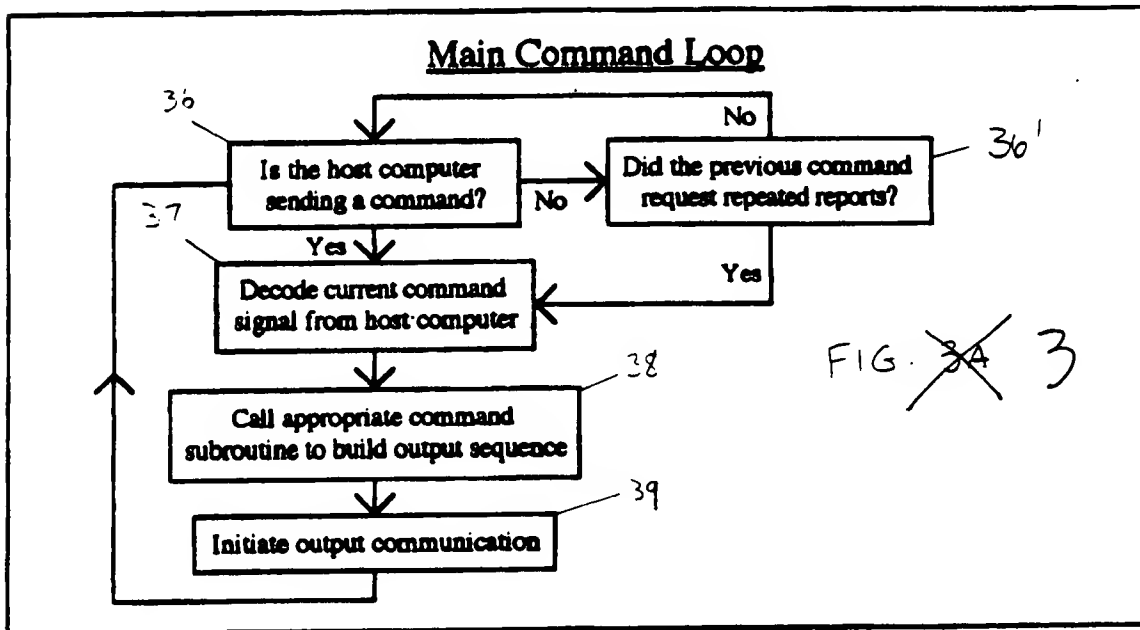 Main Command Loop
36
No
Is the host computer
sending a command?
No
Did the previous command
request repeated reports?
36'
37
Yes
Yes
Decode current command
signal from host computer
FIG. 3A 3
38
Call appropriate command
subroutine to build output sequence
39
Initiate output communication